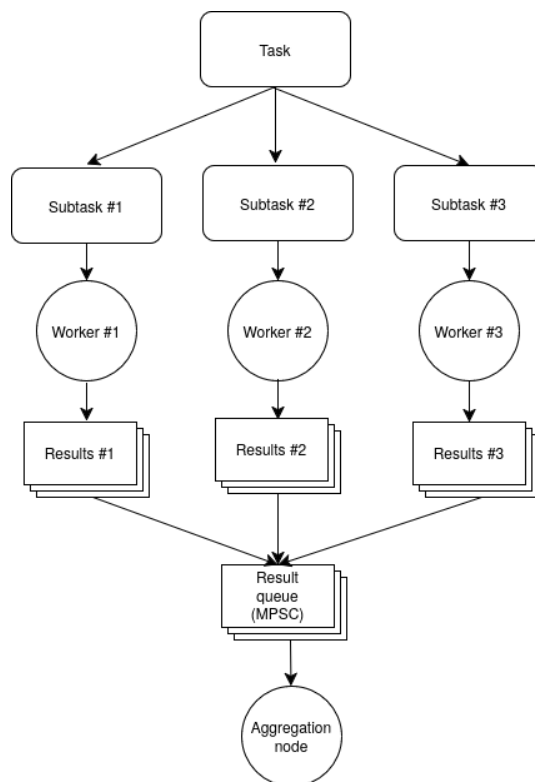 Task
Subtask #1
Subtask #2
Subtask #3
Worker #1
Worker #2
Worker #3
Results #1
Results #2
Results #3
Result
queue
(MPSC)
Aggregation
node